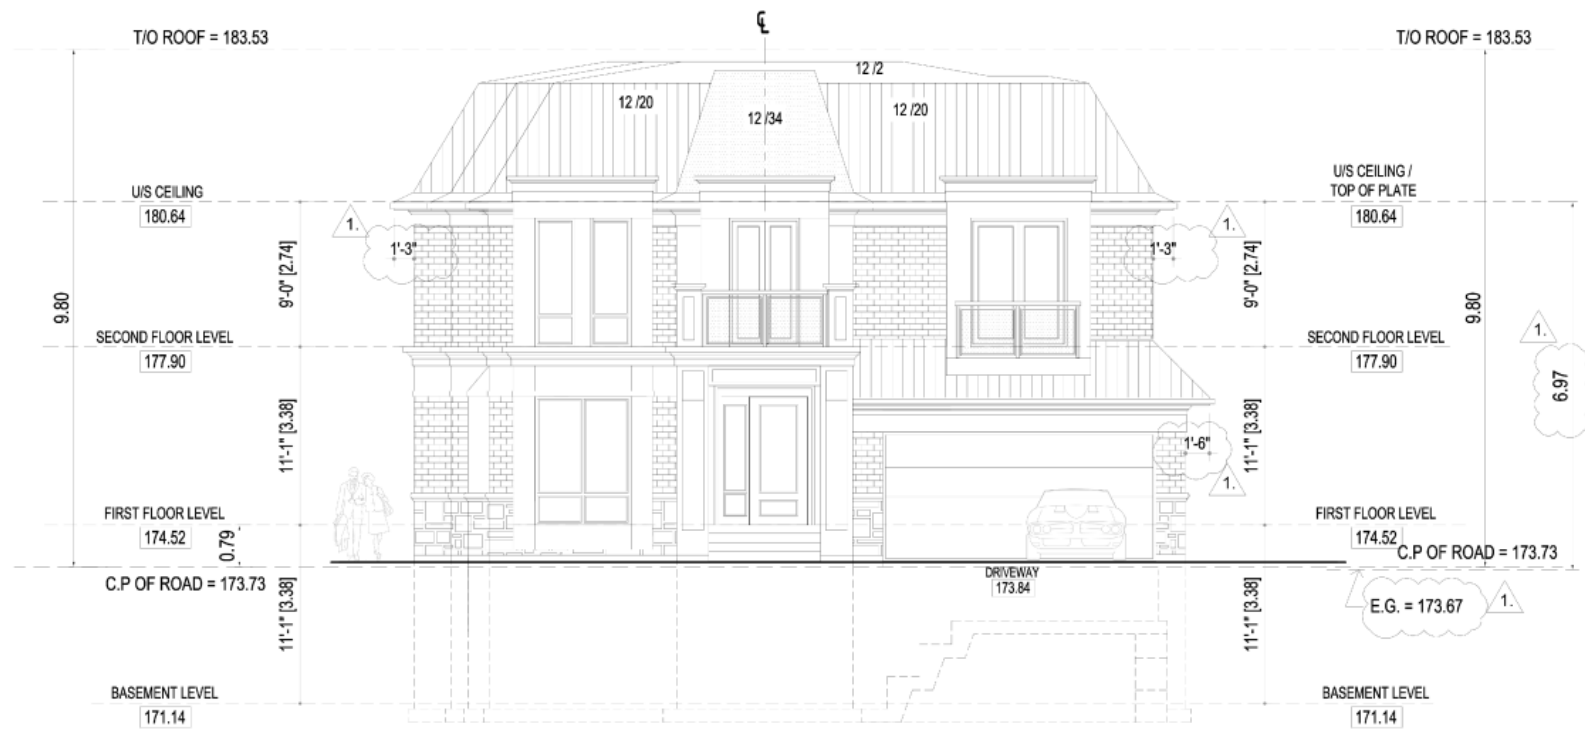 ℄
T/O ROOF = 183.53
T/O ROOF = 183.53
12 /2
12 /20
12 /34
12 /20
U/S CEILING
180.64
U/S CEILING /
TOP OF PLATE
180.64
1.
1'-3"
1'-3"
1.
9'-0" [2.74]
9'-0" [2.74]
9.80
9.80
SECOND FLOOR LEVEL
177.90
SECOND FLOOR LEVEL
177.90
1.
6.97
11'-1" [3.38]
11'-1" [3.38]
1'-6"
1.
FIRST FLOOR LEVEL
174.52
0.79
FIRST FLOOR LEVEL
174.52
C.P OF ROAD = 173.73
C.P OF ROAD = 173.73
DRIVEWAY
173.84
E.G. = 173.67
1.
11'-1" [3.38]
11'-1" [3.38]
BASEMENT LEVEL
171.14
BASEMENT LEVEL
171.14